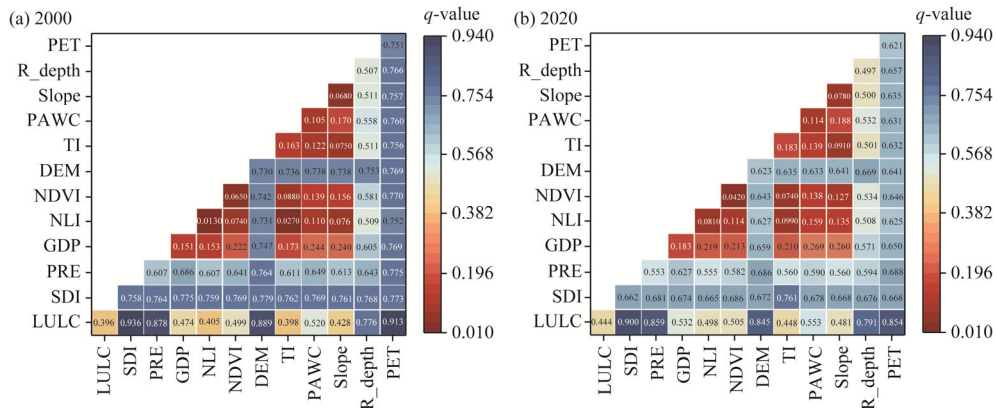 (a) 2000
q-value
PET 0.751
R_depth 0.507 0.766
Slope 0.0680 0.511 0.757
PAWC 0.105 0.170 0.558 0.760
TI 0.163 0.122 0.0750 0.511 0.756
DEM 0.730 0.736 0.738 0.738 0.753 0.769
NDVI 0.0650 0.742 0.0880 0.139 0.156 0.581 0.770
NLI 0.0130 0.0740 0.731 0.0270 0.110 0.076 0.509 0.752
GDP 0.151 0.153 0.222 0.747 0.173 0.244 0.240 0.605 0.769
PRE 0.607 0.686 0.607 0.641 0.764 0.611 0.649 0.613 0.643 0.775
SDI 0.758 0.764 0.775 0.759 0.769 0.779 0.762 0.769 0.761 0.768 0.773
LULC 0.396 0.936 0.878 0.474 0.405 0.499 0.889 0.398 0.520 0.428 0.776 0.913
LULC SDI PRE GDP NLI NDVI DEM TI PAWC Slope R_depth PET
0.940
0.754
0.568
0.382
0.196
0.010
(b) 2020
q-value
PET 0.621
R_depth 0.497 0.657
Slope 0.0780 0.500 0.635
PAWC 0.114 0.188 0.532 0.631
TI 0.183 0.139 0.0910 0.501 0.632
DEM 0.623 0.635 0.633 0.641 0.669 0.641
NDVI 0.0420 0.643 0.0740 0.138 0.127 0.534 0.646
NLI 0.0810 0.114 0.627 0.0990 0.159 0.135 0.508 0.625
GDP 0.183 0.219 0.213 0.659 0.210 0.269 0.260 0.571 0.650
PRE 0.553 0.627 0.555 0.582 0.686 0.560 0.590 0.560 0.594 0.688
SDI 0.662 0.681 0.674 0.665 0.686 0.672 0.761 0.678 0.668 0.676 0.668
LULC 0.444 0.900 0.859 0.532 0.498 0.505 0.845 0.448 0.553 0.481 0.791 0.854
LULC SDI PRE GDP NLI NDVI DEM TI PAWC Slope R_depth PET
0.940
0.754
0.568
0.382
0.196
0.010